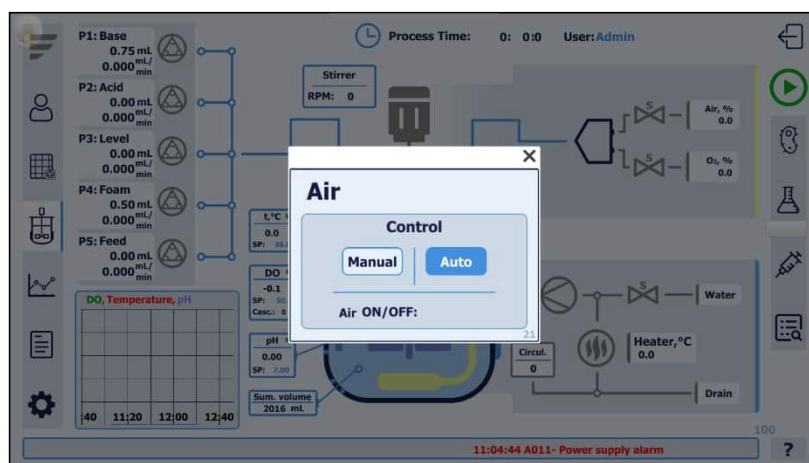 P1: Base
0.75 mL
0.000 mL/min
P2: Acid
0.00 mL
0.000 mL/min
P3: Level
0.00 mL
0.000 mL/min
P4: Foam
0.50 mL
0.000 mL/min
P5: Feed
0.00 mL
0.000 mL/min
Process Time: 0: 0:0 User:Admin
Stirrer
RPM: 0
S
Air, %
0.0
S
O₂, %
0.0
t,°C
0.0
SP:
DO
-0.1
SP:
Casc.: 0
pH
0.00
SP: 7.00
Sum. volume
2016 mL
DO, Temperature, pH
:40 11:20 12:00 12:40
×
Air
Control
Manual Auto
Air ON/OFF:
21
S
Water
Heater,°C
0.0
Circul.
0
Drain
100
11:04:44 A011- Power supply alarm
?